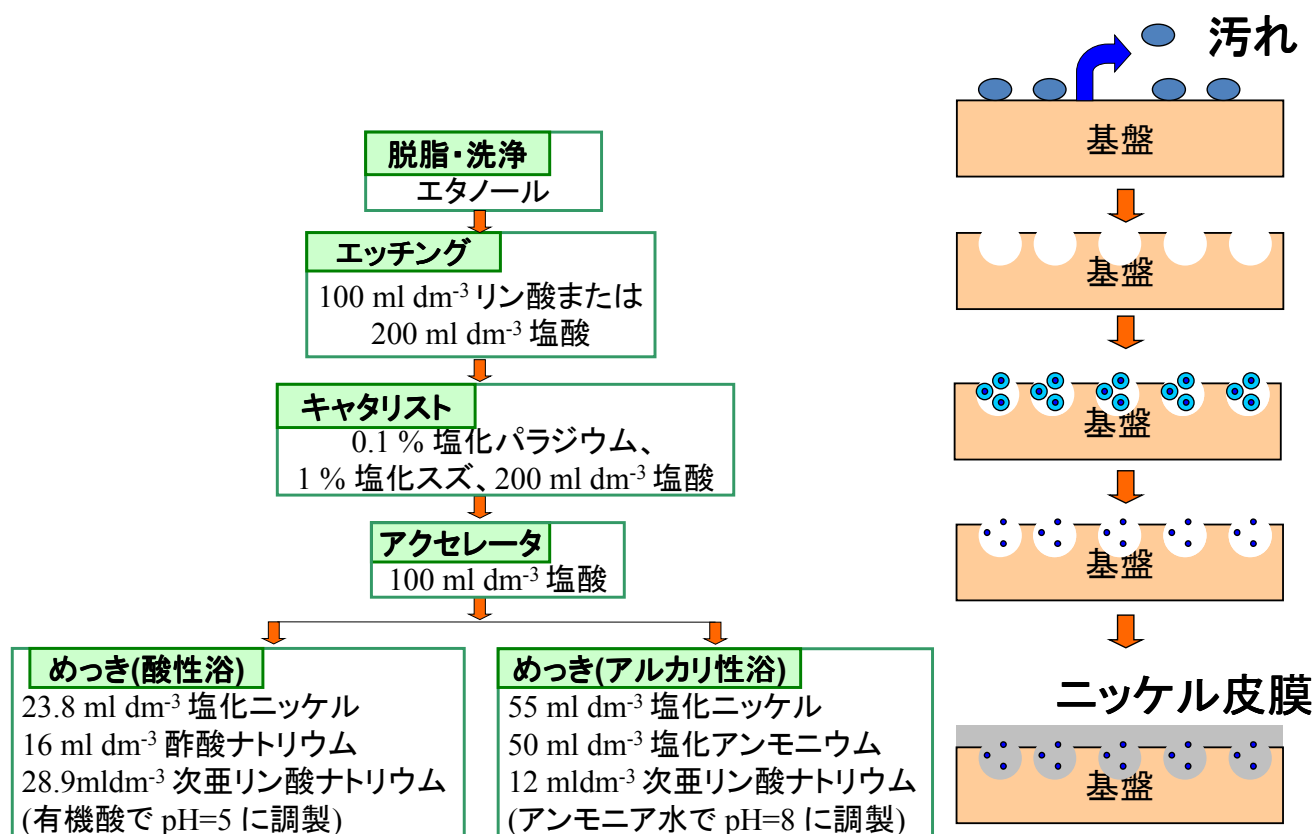 脱脂・洗浄
エタノール
エッチング
100 ml dm-3 リン酸または
200 ml dm-3 塩酸
キャタリスト
0.1 % 塩化パラジウム、
1 % 塩化スズ、200 ml dm-3 塩酸
アクセレータ
100 ml dm-3 塩酸
めっき(酸性浴)
23.8 ml dm-3 塩化ニッケル
16 ml dm-3 酢酸ナトリウム
28.9mldm-3 次亜リン酸ナトリウム
(有機酸で pH=5 に調製)
めっき(アルカリ性浴)
55 ml dm-3 塩化ニッケル
50 ml dm-3 塩化アンモニウム
12 mldm-3 次亜リン酸ナトリウム
(アンモニア水で pH=8 に調製)
汚れ
基盤
基盤
基盤
基盤
ニッケル皮膜
基盤